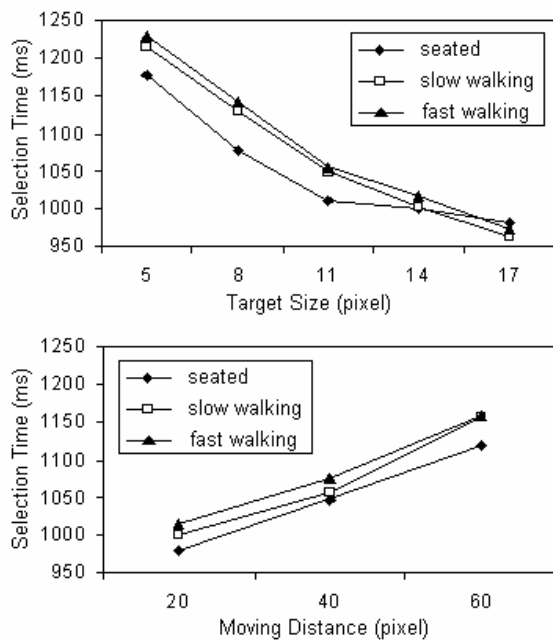 1250
1200
1150
1100
1050
1000
950
Selection Time (ms)
seated
slow walking
fast walking
5 8 11 14 17
Target Size (pixel)
1250
1200
1150
1100
1050
1000
950
Selection Time (ms)
seated
slow walking
fast walking
20 40 60
Moving Distance (pixel)